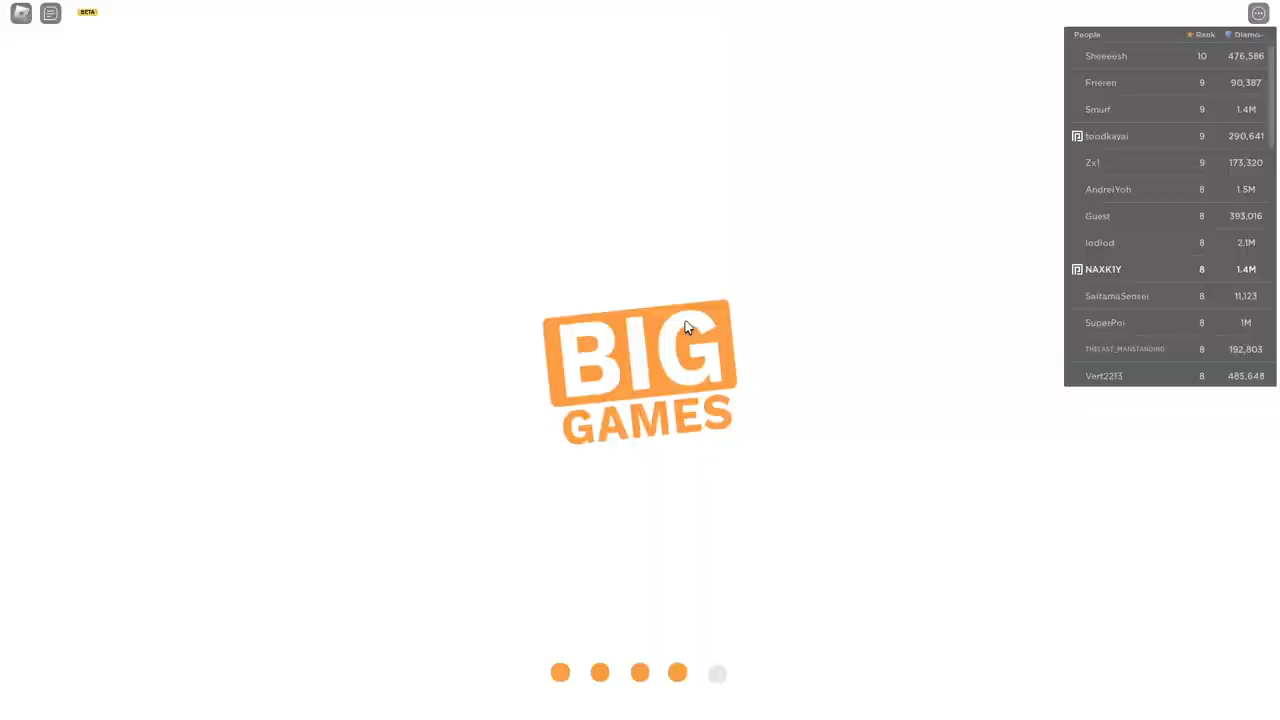 BETA
People Rank Diamo-
Sheeeesh 10 476,586
Frieren 9 90,387
Smurf 9 1.4M
toodkayai 9 290,641
Zx1 9 173,320
AndreiYoh 8 1.5M
Guest 8 393,016
lodlod 8 2.1M
NAXK1Y 8 1.4M
SaitamaSensei 8 11,123
SuperPoi 8 1M
THELAST_MANSTANDING 8 192,803
Vert2213 8 485,648
BIG
GAMES